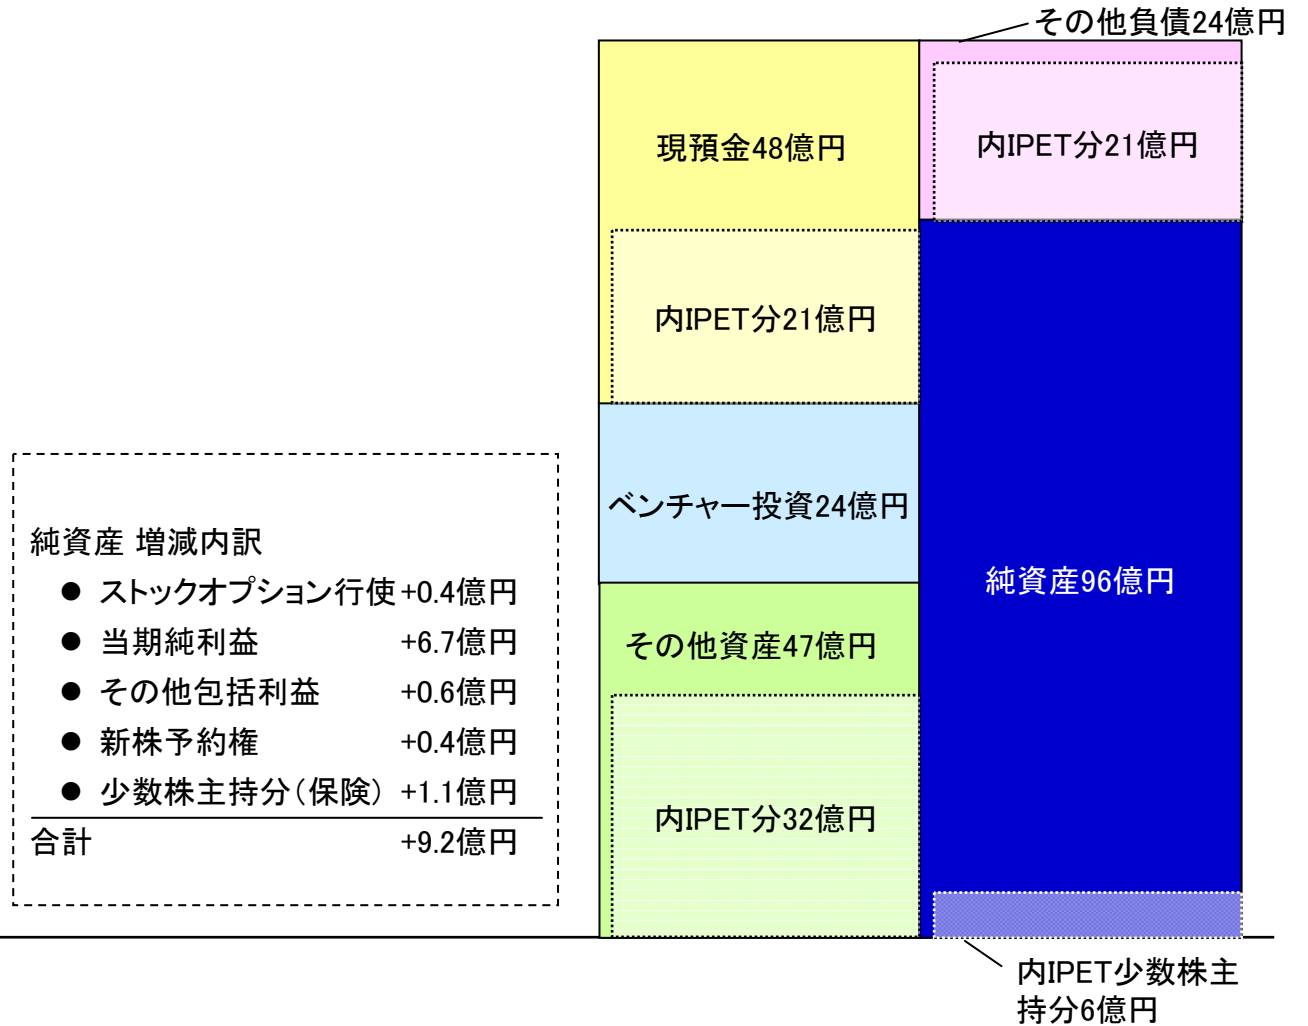 その他負債24億円
現預金48億円
内IPET分21億円
内IPET分21億円
ベンチャー投資24億円
純資産96億円
その他資産47億円
内IPET分32億円
内IPET少数株主
持分6億円
純資産 増減内訳
● ストックオプション行使 +0.4億円
● 当期純利益 +6.7億円
● その他包括利益 +0.6億円
● 新株予約権 +0.4億円
● 少数株主持分（保険） +1.1億円
合計 +9.2億円